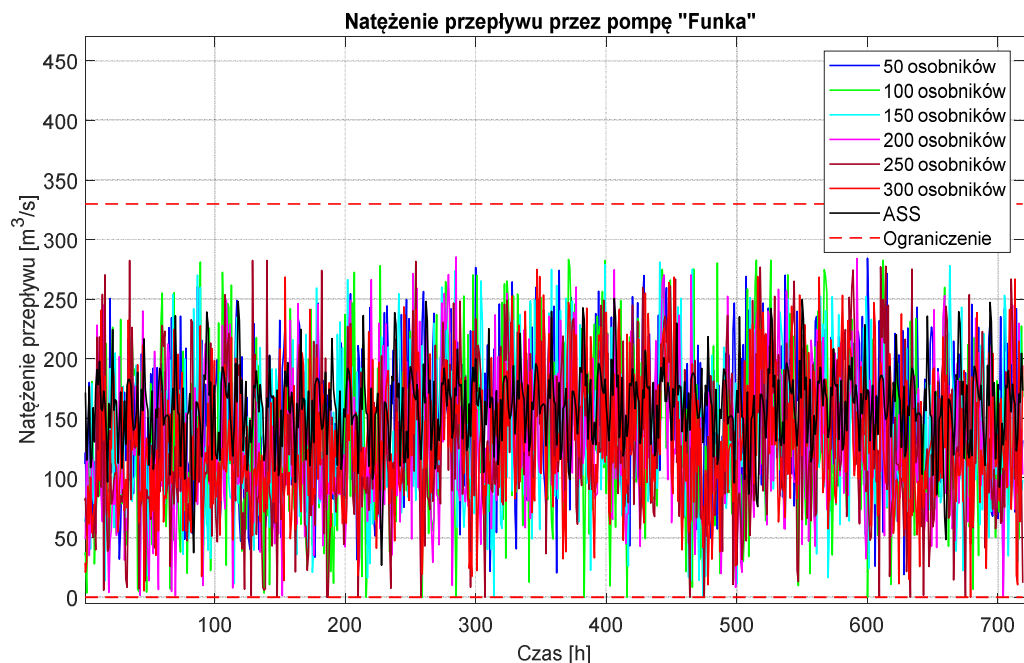 Natężenie przepływu przez pompę "Funka"
Natężenie przepływu [m³/s]
450
400
350
300
250
200
150
100
50
0
50 osobników
100 osobników
150 osobników
200 osobników
250 osobników
300 osobników
ASS
Ograniczenie
100
200
300
400
500
600
700
Czas [h]